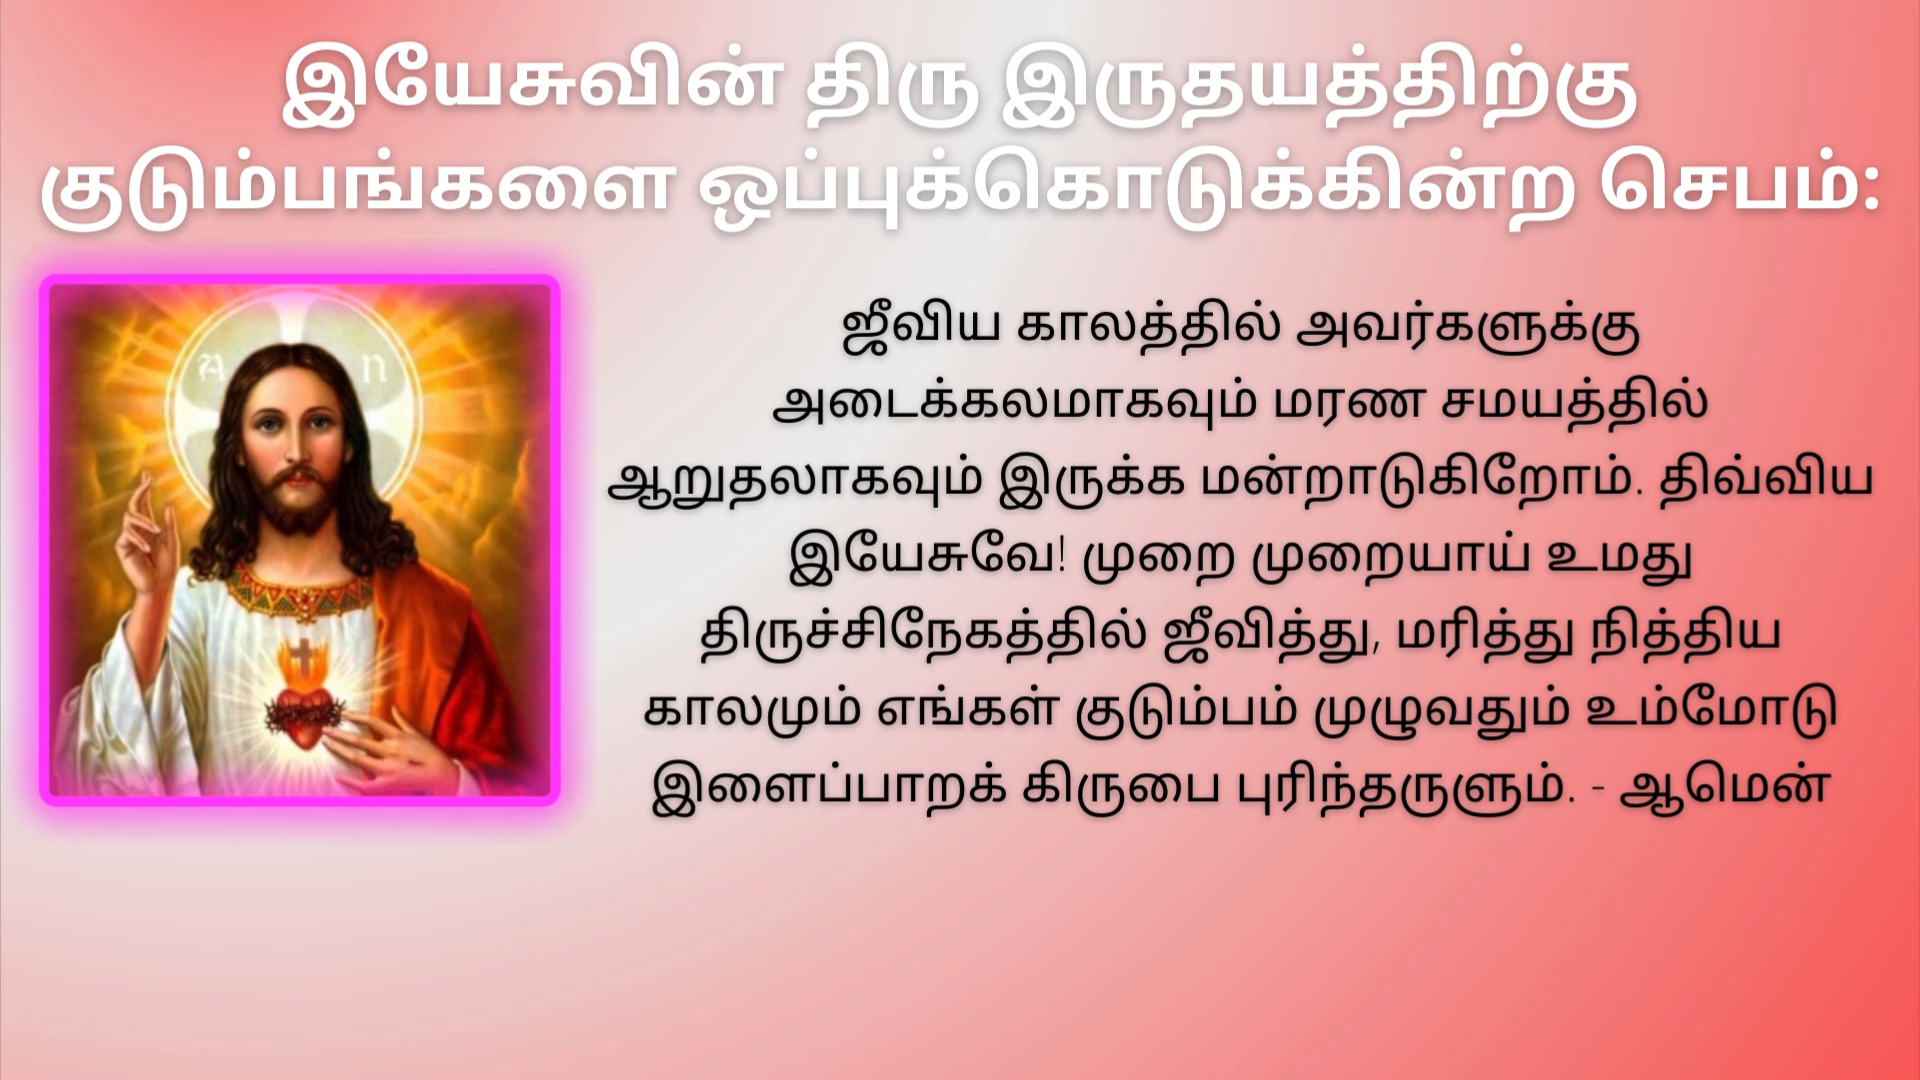 இயேசுவின் திரு இருதயத்திற்கு
குடும்பங்களை ஒப்புக்கொடுக்கின்ற செபம்:
ஜீவிய காலத்தில் அவர்களுக்கு
அடைக்கலமாகவும் மரண சமயத்தில்
ஆறுதலாகவும் இருக்க மன்றாடுகிறோம். திவ்விய
இயேசுவே! முறை முறையாய் உமது
திருச்சிநேகத்தில் ஜீவித்து, மரித்து நித்திய
காலமும் எங்கள் குடும்பம் முழுவதும் உம்மோடு
இளைப்பாறக் கிருபை புரிந்தருளும். - ஆமென்